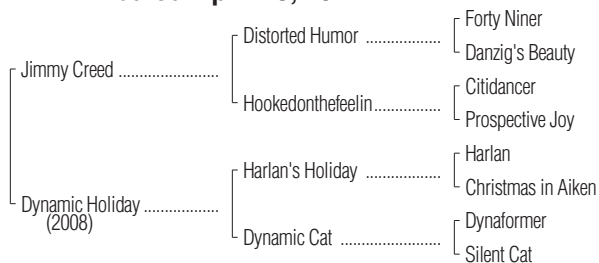 Forty Niner
Distorted Humor ..................
Danzig's Beauty
Jimmy Creed ........................
Citidancer
Hookedonthefeelin................
Prospective Joy
Harlan
Harlan's Holiday ..................
Christmas in Aiken
Dynamic Holiday ..................
(2008)
Dynaformer
Dynamic Cat ........................
Silent Cat